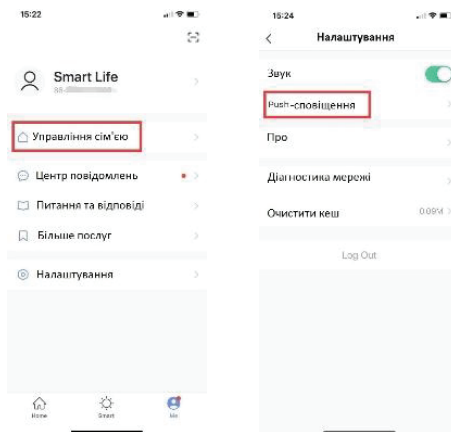 15:22
Smart Life
Управління сім'єю
Центр повідомлень
Питання та відповіді
Більше послуг
Налаштування
Home
Smart
Me
15:24
Налаштування
Звук
Push-сповіщення
Про
Діагностика мережі
Очистити кеш
0.09M
Log Out